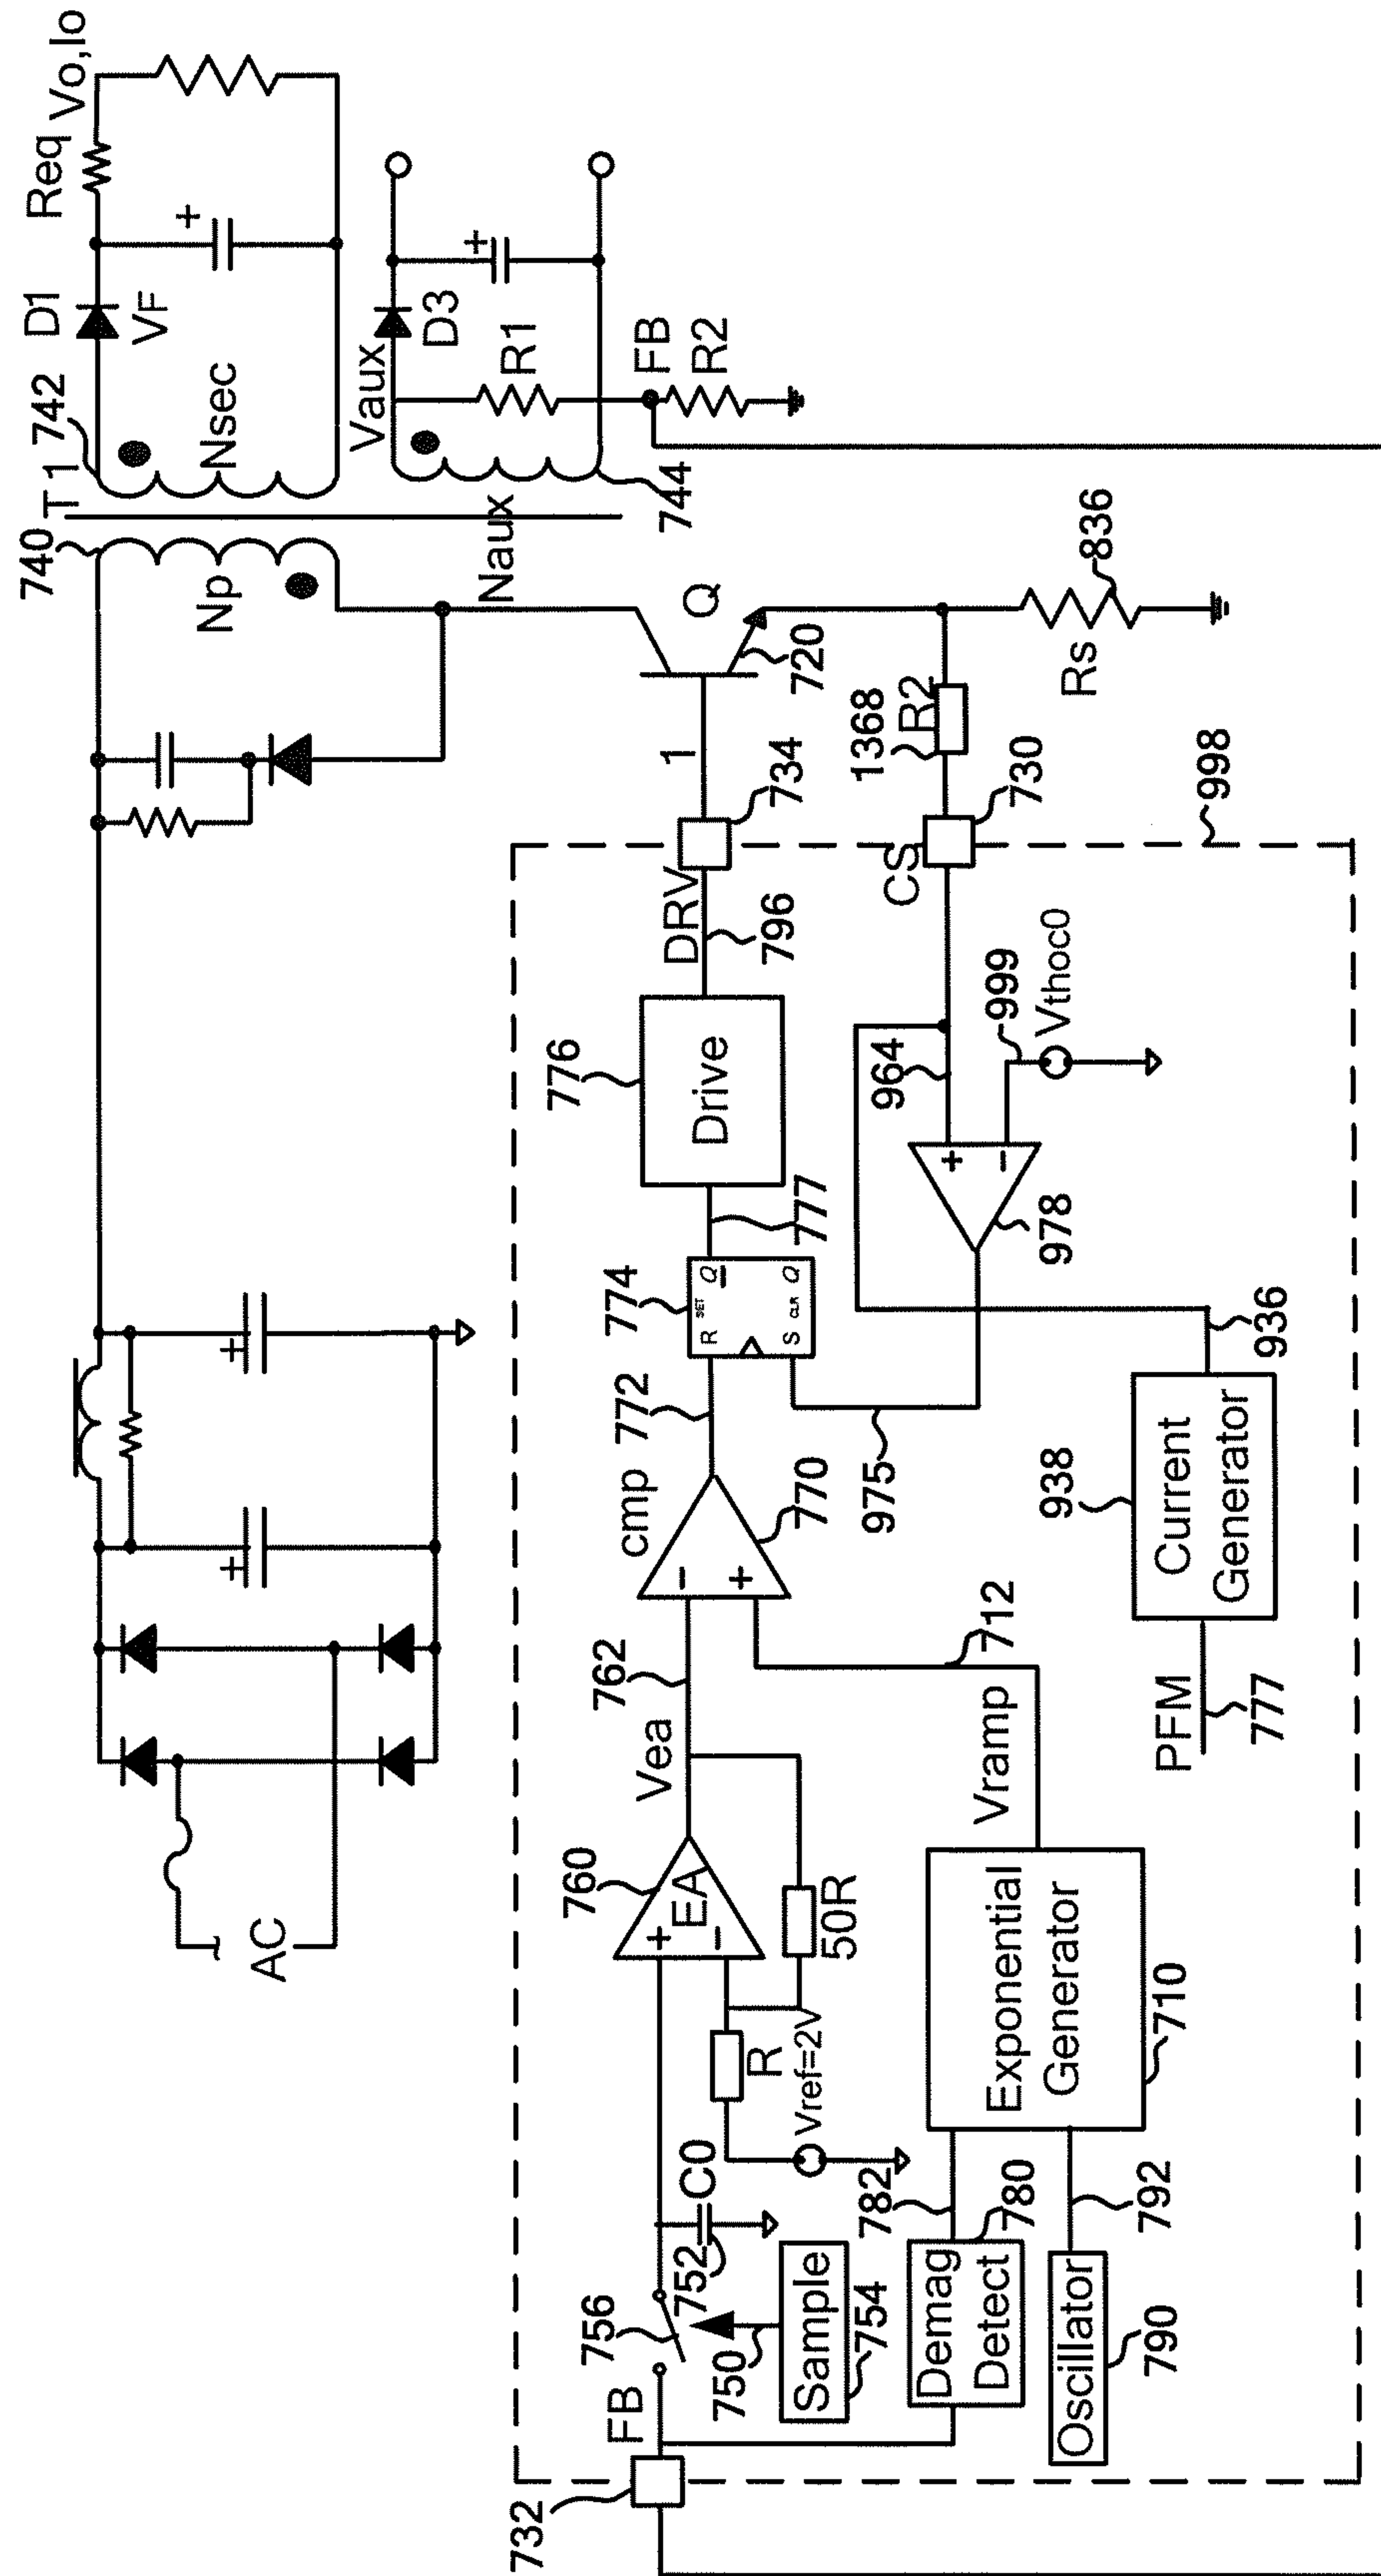 740
T1
742
D1
VF
Req
Vo,Io
Np
Nsec
Vaux
D3
R1
FB
R2
Naux
744
AC
Q
720
1
734
1368
R2
730
Rs
836
998
732
FB
756
752
C0
750
Sample
754
760
EA
R
50R
Vref=2V
Vea
762
cmp
770
772
774
R
SET
Q
S
CLR
Q
777
776
Drive
DRV
796
CS
964
999
Vthoc0
978
975
782
Demag
Detect
780
Oscillator
790
792
Exponential
Generator
710
Vramp
712
PFM
777
938
Current
Generator
936